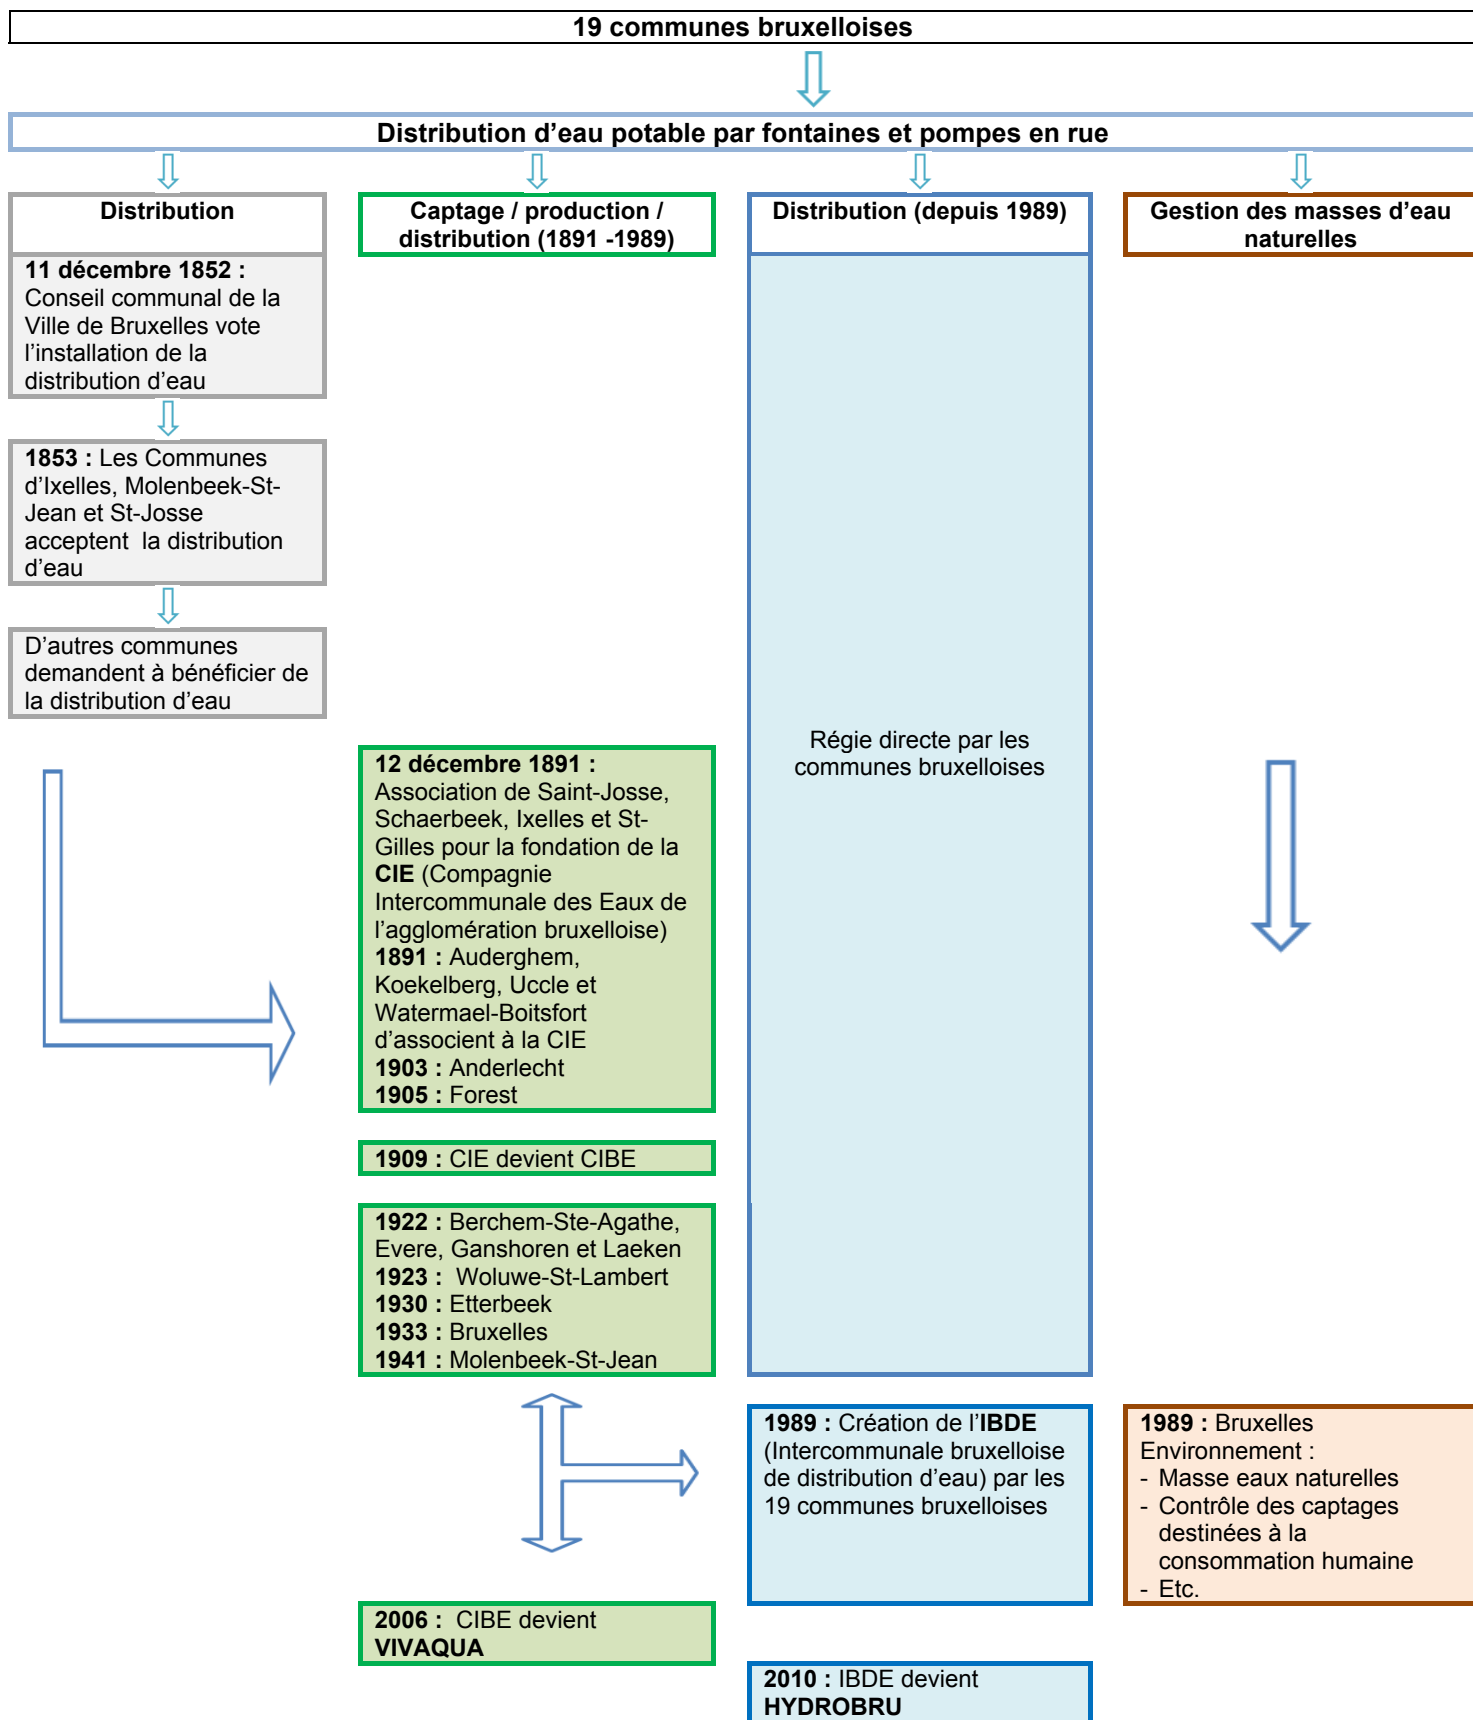 19 communes bruxelloises
Distribution d’eau potable par fontaines et pompes en rue
Distribution
11 décembre 1852 :
Conseil communal de la
Ville de Bruxelles vote
l’installation de la
distribution d’eau
1853 : Les Communes
d’Ixelles, Molenbeek-St-
Jean et St-Josse
acceptent  la distribution
d’eau
D’autres communes
demandent à bénéficier de
la distribution d’eau
Captage / production /
distribution (1891 -1989)
12 décembre 1891 :
Association de Saint-Josse,
Schaerbeek, Ixelles et St-
Gilles pour la fondation de la
CIE (Compagnie
Intercommunale des Eaux de
l’agglomération bruxelloise)
1891 : Auderghem,
Koekelberg, Uccle et
Watermael-Boitsfort
d’associent à la CIE
1903 : Anderlecht
1905 : Forest
1909 : CIE devient CIBE
1922 : Berchem-Ste-Agathe,
Evere, Ganshoren et Laeken
1923 :  Woluwe-St-Lambert
1930 : Etterbeek
1933 : Bruxelles
1941 : Molenbeek-St-Jean
2006 :  CIBE devient
VIVAQUA
Distribution (depuis 1989)
Régie directe par les
communes bruxelloises
1989 : Création de l’IBDE
(Intercommunale bruxelloise
de distribution d’eau) par les
19 communes bruxelloises
2010 : IBDE devient
HYDROBRU
Gestion des masses d’eau
naturelles
1989 : Bruxelles
Environnement :
- Masse eaux naturelles
- Contrôle des captages
destinées à la
consommation humaine
- Etc.